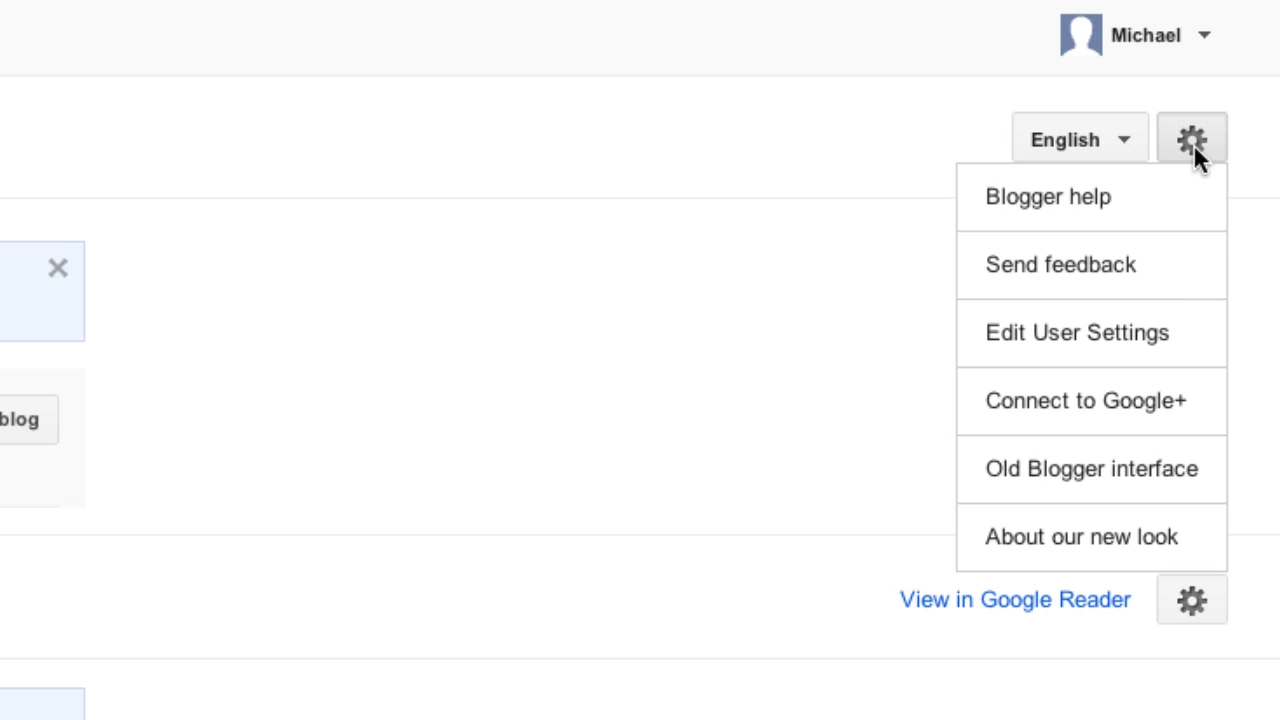 Michael
English
Blogger help
Send feedback
Edit User Settings
blog
Connect to Google+
Old Blogger interface
About our new look
View in Google Reader